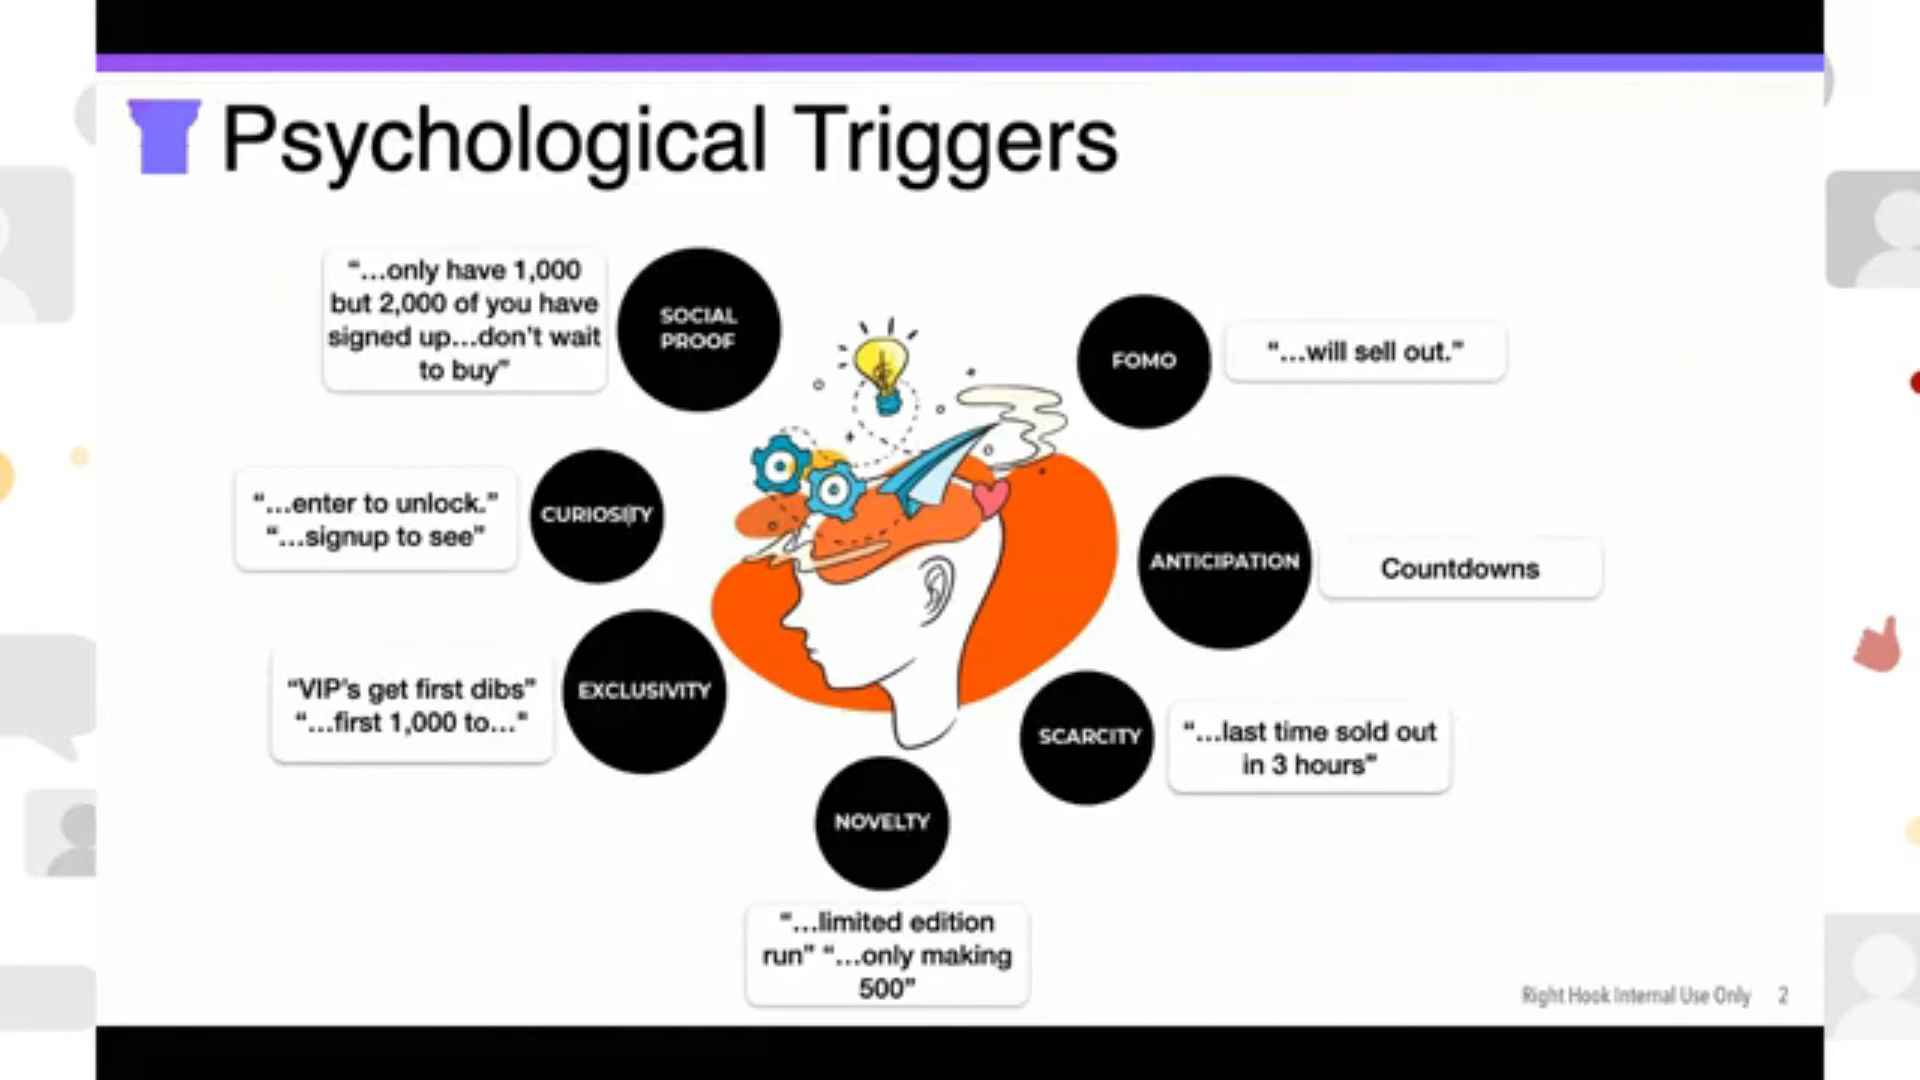 Psychological Triggers
“...only have 1,000
but 2,000 of you have
signed up...don’t wait
to buy”
SOCIAL
PROOF
FOMO
“...will sell out.”
“...enter to unlock.”
“...signup to see”
CURIOSITY
ANTICIPATION
Countdowns
“VIP’s get first dibs”
“...first 1,000 to...”
EXCLUSIVITY
SCARCITY
“...last time sold out
in 3 hours”
NOVELTY
“...limited edition
run” “...only making
500”
Right Hook Internal Use Only 2